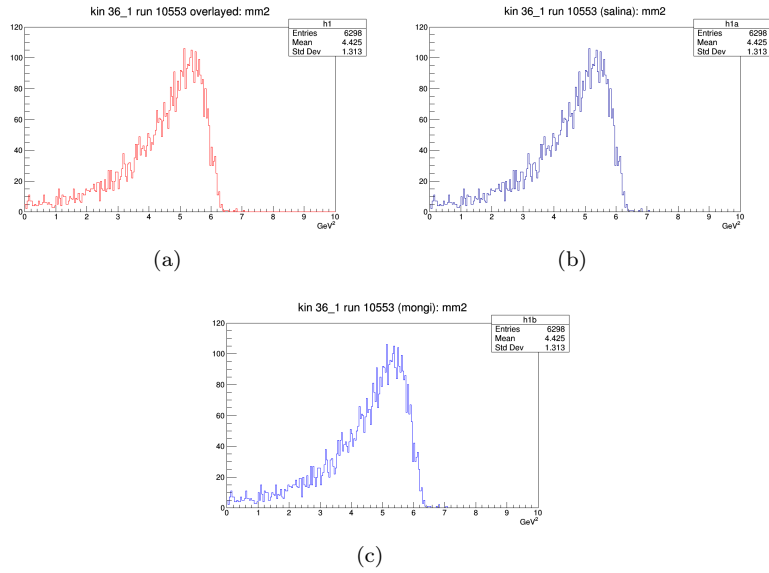 kin 36_1 run 10553 overlayed: mm2
h1
Entries 6298
Mean 4.425
Std Dev 1.313
120
100
80
60
40
20
0
0 1 2 3 4 5 6 7 8 9 10
GeV²
(a)
kin 36_1 run 10553 (salina): mm2
h1a
Entries 6298
Mean 4.425
Std Dev 1.313
120
100
80
60
40
20
0
0 1 2 3 4 5 6 7 8 9 10
GeV²
(b)
kin 36_1 run 10553 (mongi): mm2
h1b
Entries 6298
Mean 4.425
Std Dev 1.313
120
100
80
60
40
20
0
0 1 2 3 4 5 6 7 8 9 10
GeV²
(c)